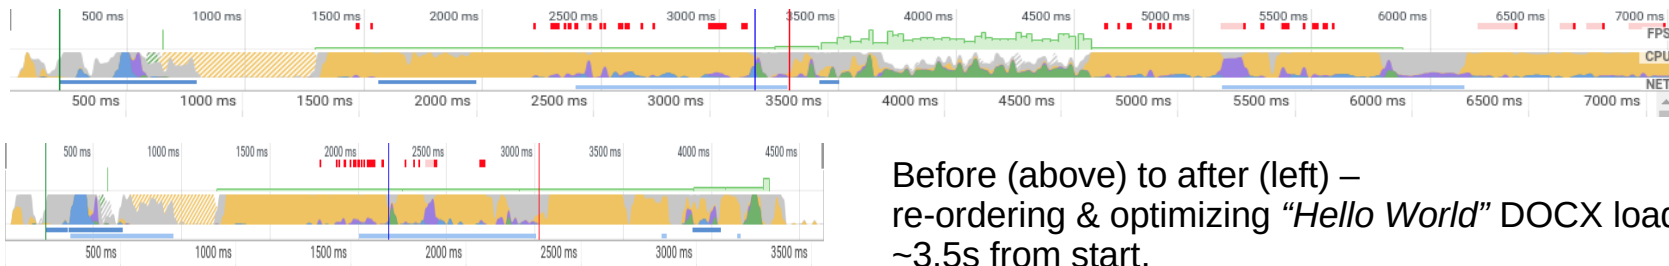 500 ms 1000 ms 1500 ms 2000 ms 2500 ms 3000 ms 3500 ms 4000 ms 4500 ms 5000 ms 5500 ms 6000 ms 6500 ms 7000 ms
FPS
CPU
NET
500 ms 1000 ms 1500 ms 2000 ms 2500 ms 3000 ms 4000 ms 4500 ms 5000 ms 5500 ms 6000 ms 6500 ms 7000 ms
500 ms 1000 ms 1500 ms 2000 ms 2500 ms 3000 ms 3500 ms 4000 ms 4500 ms
500 ms 1000 ms 1500 ms 2000 ms 2500 ms 3000 ms 3500 ms
Before (above) to after (left) –
re-ordering & optimizing “Hello World” DOCX load
~3.5s from start.